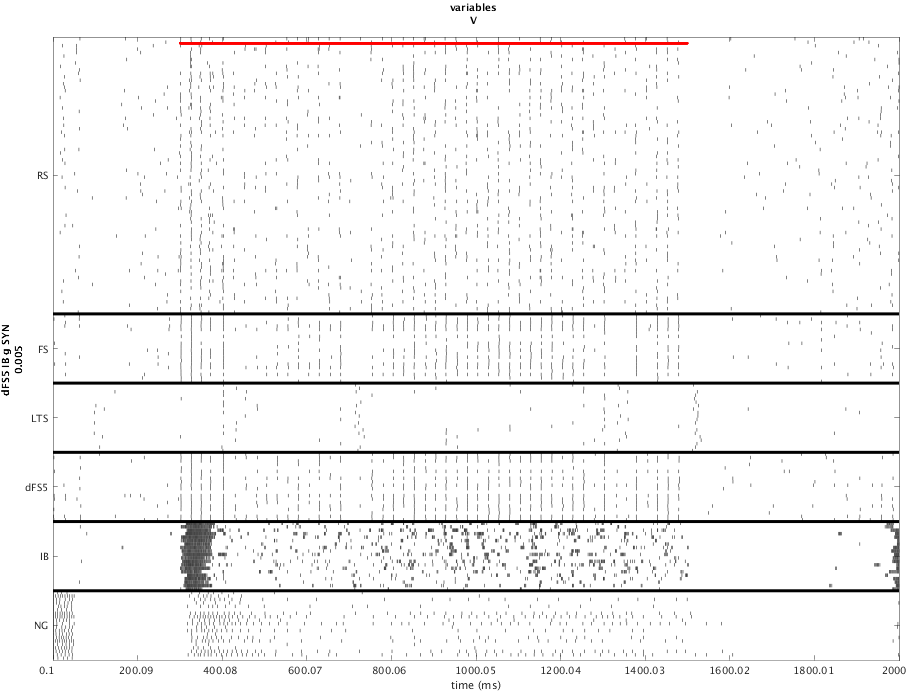 variables
V
dFS5 IB g SYN
0.005
RS
FS
LTS
dFS5
IB
NG
0.1 200.09 400.08 600.07 800.06 1000.05 1200.04 1400.03 1600.02 1800.01 2000
time (ms)